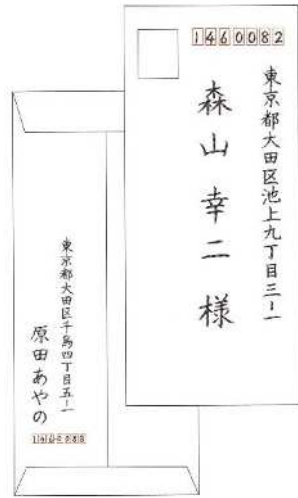 1460082
東京都大田区池上九丁目三ー一
森山幸二様
東京都大田区千鳥四丁目五ー一
原田あやの